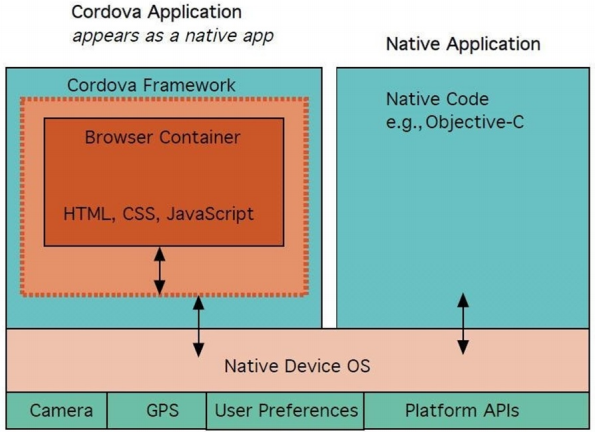 Cordova Application
appears as a native app
Native Application
Cordova Framework
Native Code
e.g., Objective-C
Browser Container
HTML, CSS, JavaScript
Native Device OS
Camera
GPS
User Preferences
Platform APIs